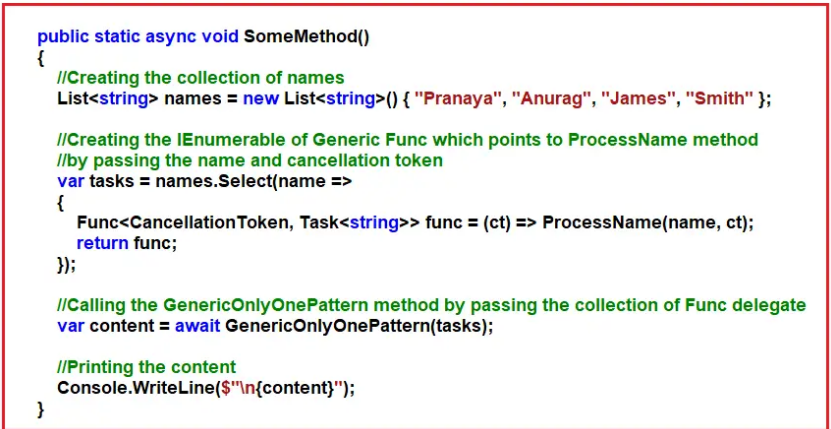 public static async void SomeMethod()
{
//Creating the collection of names
List<string> names = new List<string>() { "Pranaya", "Anurag", "James", "Smith" };
//Creating the IEnumerable of Generic Func which points to ProcessName method
//by passing the name and cancellation token
var tasks = names.Select(name =>
{
Func<CancellationToken, Task<string>> func = (ct) => ProcessName(name, ct);
return func;
});
//Calling the GenericOnlyOnePattern method by passing the collection of Func delegate
var content = await GenericOnlyOnePattern(tasks);
//Printing the content
Console.WriteLine($"\n{content}");
}